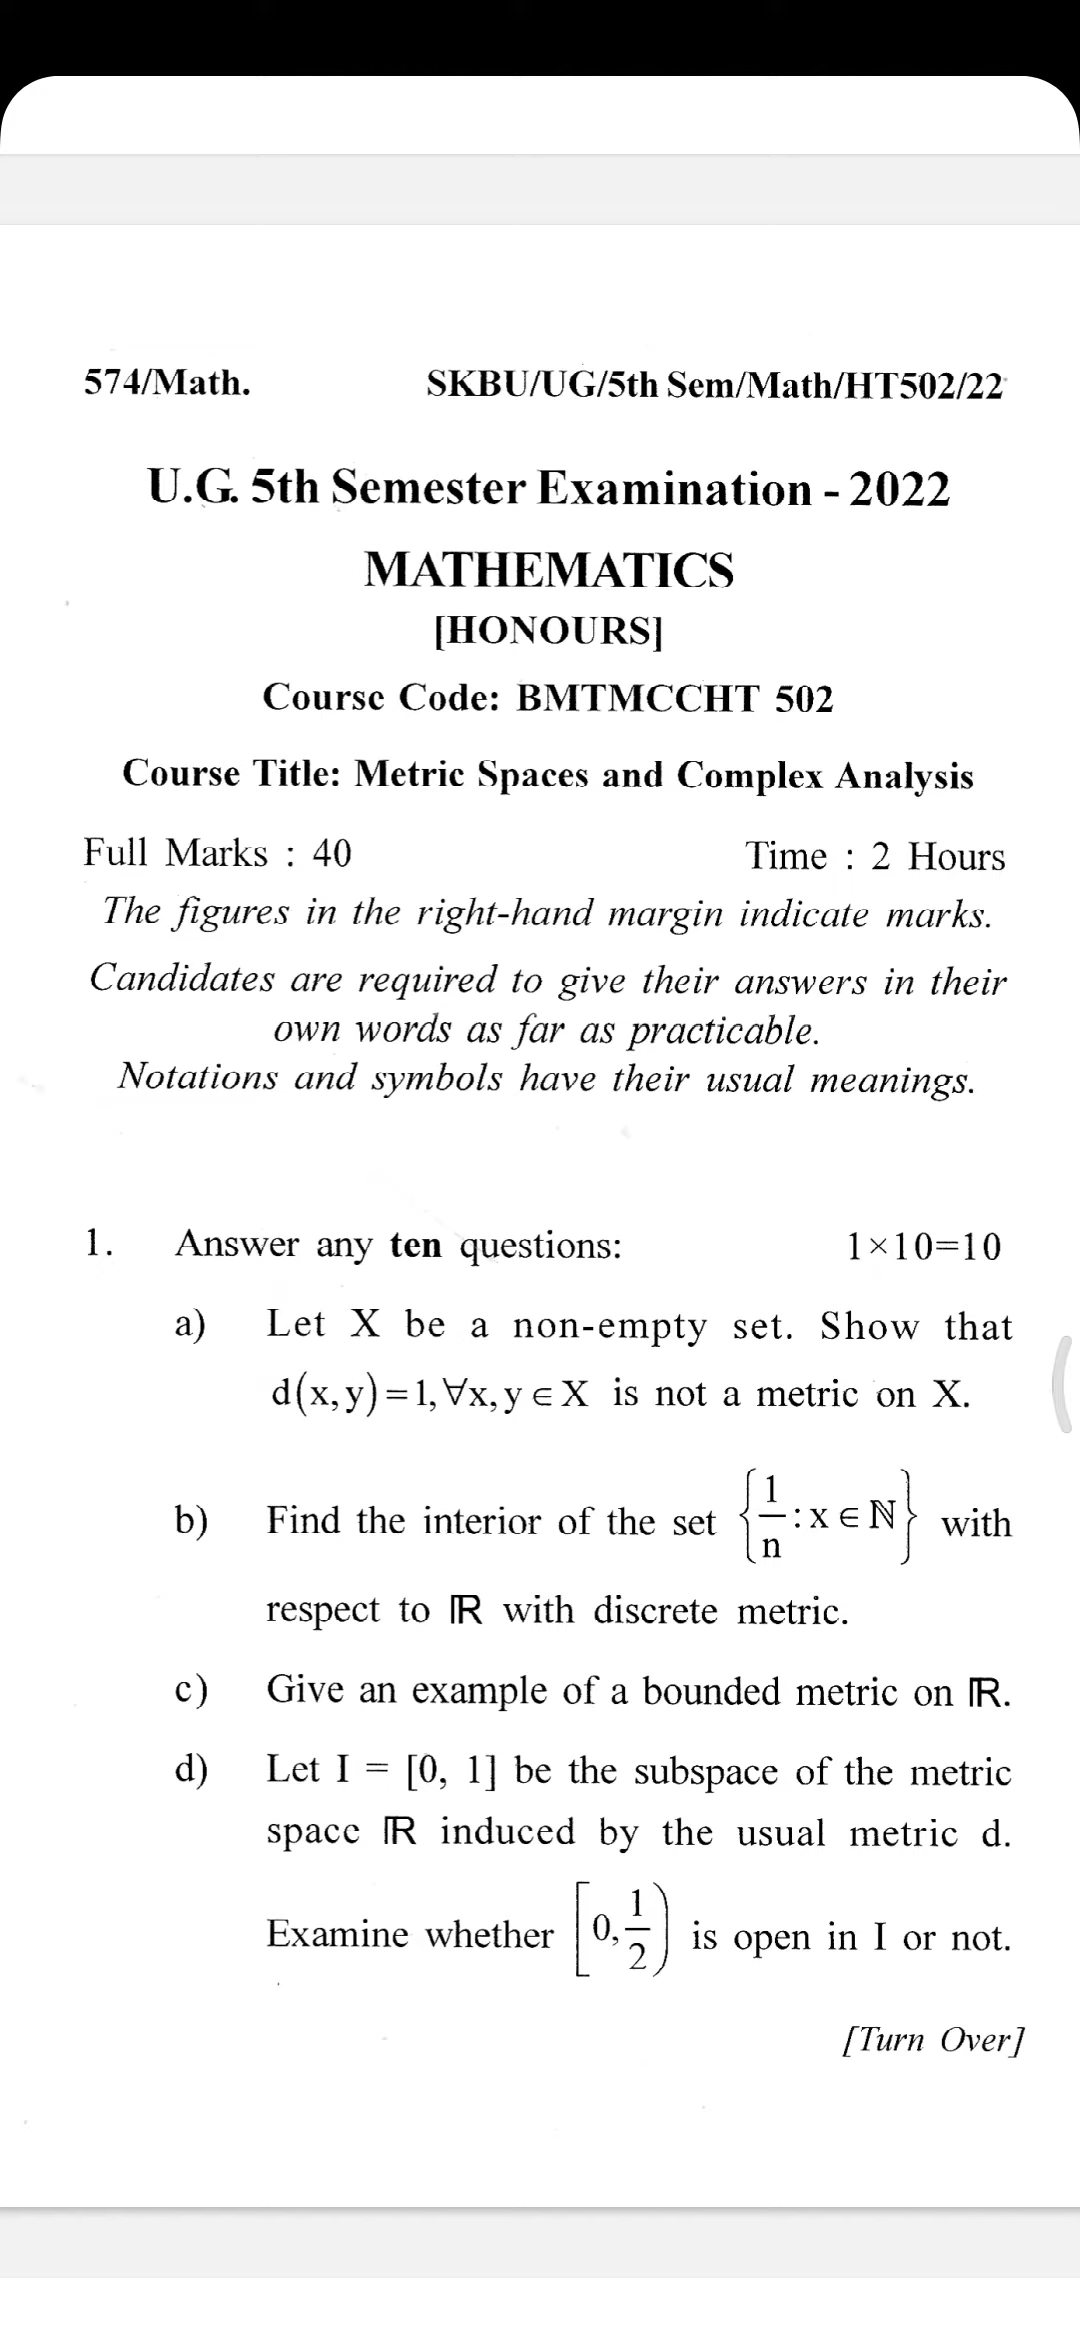 574/Math. SKBU/UG/5th Sem/Math/HT502/22
U.G. 5th Semester Examination - 2022
MATHEMATICS
[HONOURS]
Course Code: BMTMCCHT 502
Course Title: Metric Spaces and Complex Analysis
Full Marks : 40 Time : 2 Hours
The figures in the right-hand margin indicate marks.
Candidates are required to give their answers in their
own words as far as practicable.
Notations and symbols have their usual meanings.
1. Answer any ten questions: 1×10=10
a) Let X be a non-empty set. Show that
d(x,y)=1,∀x,y∈X is not a metric on X.
b) Find the interior of the set {1/n : x ∈ ℕ} with
respect to ℝ with discrete metric.
c) Give an example of a bounded metric on ℝ.
d) Let I = [0, 1] be the subspace of the metric
space ℝ induced by the usual metric d.
Examine whether [0, 1/2) is open in I or not.
[Turn Over]